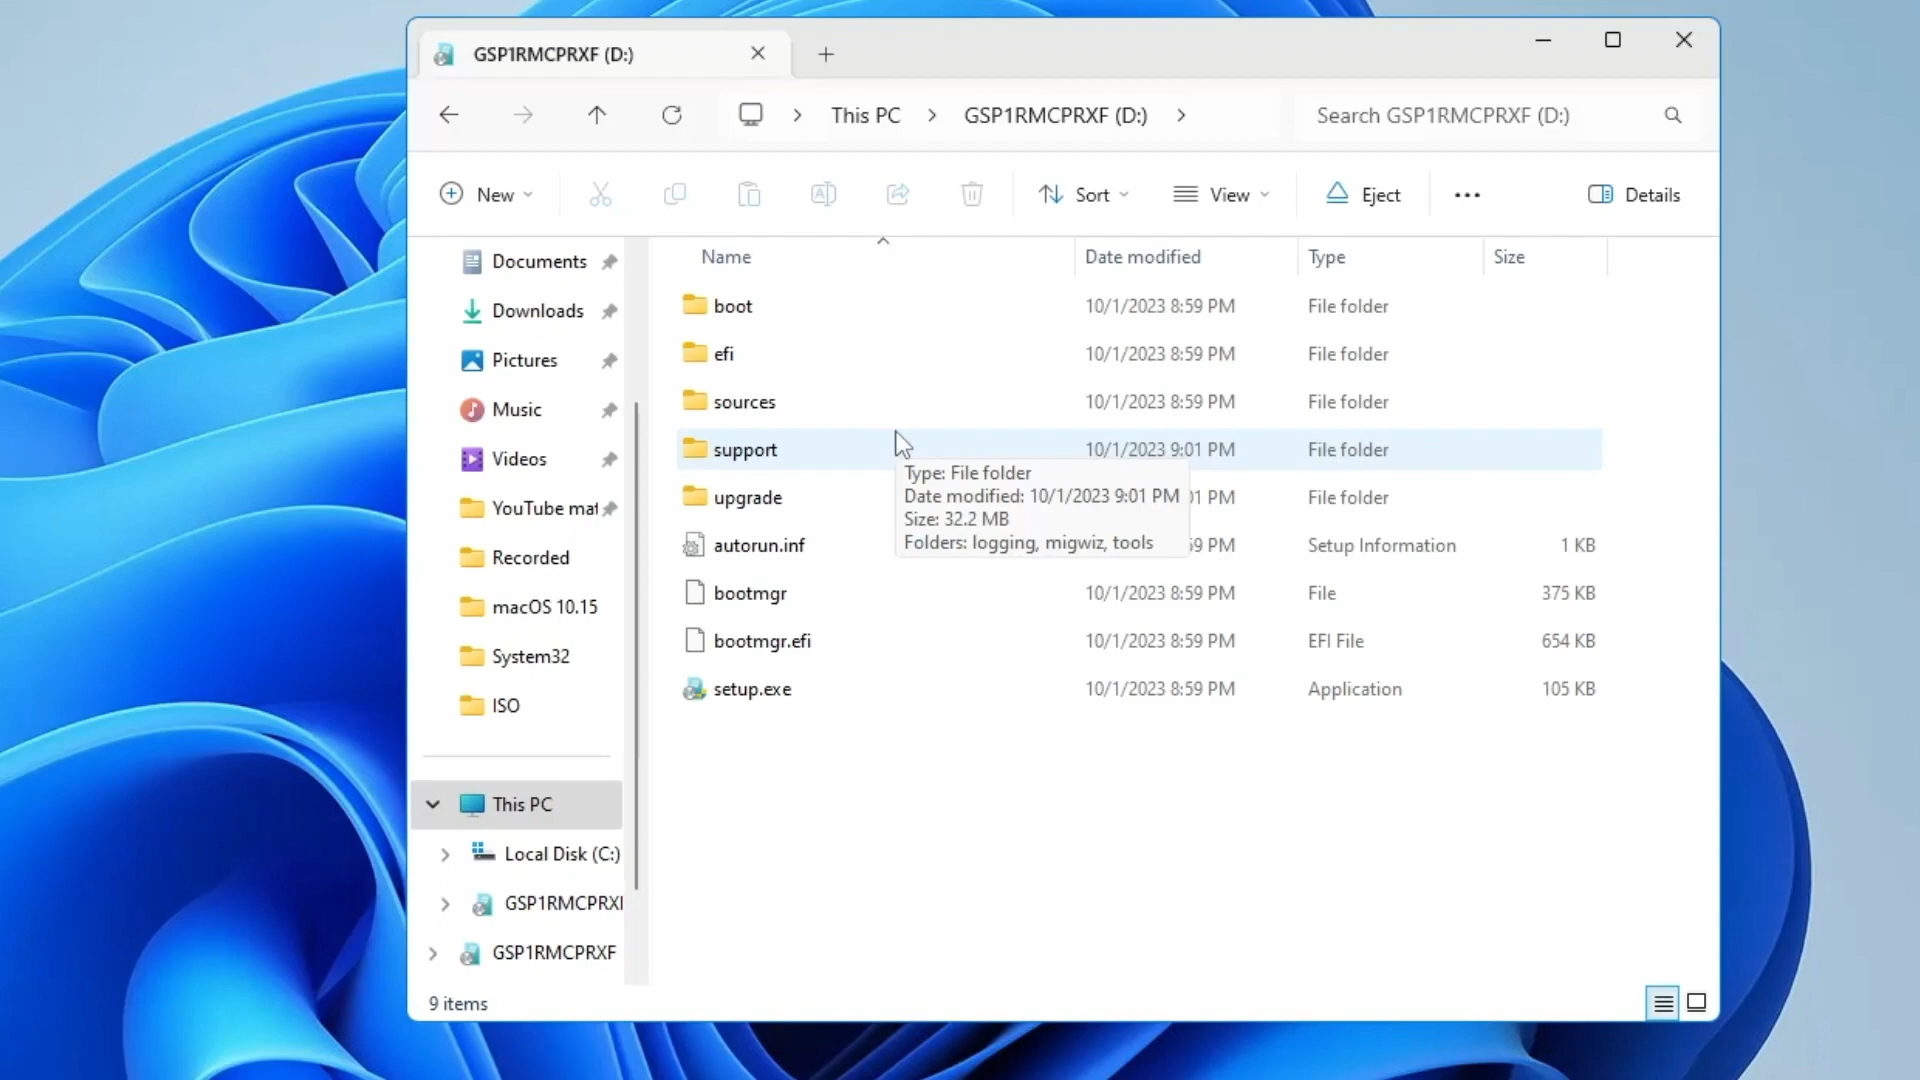 GSP1RMCPRXF (D:)
This PC
GSP1RMCPRXF (D:)
Search GSP1RMCPRXF (D:)
New
Sort
View
Eject
Details
Documents
Downloads
Pictures
Music
Videos
YouTube mat
Recorded
macOS 10.15
System32
ISO
This PC
Local Disk (C:)
GSP1RMCPRXF
GSP1RMCPRXF
Name Date modified Type Size
boot 10/1/2023 8:59 PM File folder
efi 10/1/2023 8:59 PM File folder
sources 10/1/2023 8:59 PM File folder
support 10/1/2023 9:01 PM File folder
upgrade 01 PM File folder
autorun.inf 59 PM Setup Information 1 KB
bootmgr 10/1/2023 8:59 PM File 375 KB
bootmgr.efi 10/1/2023 8:59 PM EFI File 654 KB
setup.exe 10/1/2023 8:59 PM Application 105 KB
Type: File folder
Date modified: 10/1/2023 9:01 PM
Size: 32.2 MB
Folders: logging, migwiz, tools
9 items